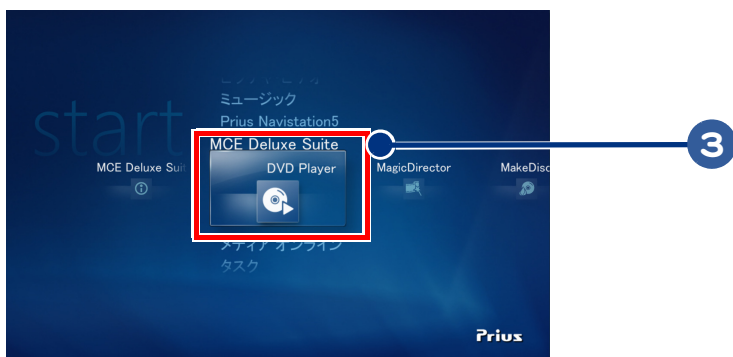 start
ミュージック
Prius Navistation5
MCE Deluxe Suite
MCE Deluxe Suit
DVD Player
MagicDirector
MakeDisc
メディア オンライン
タスク
Prius
3